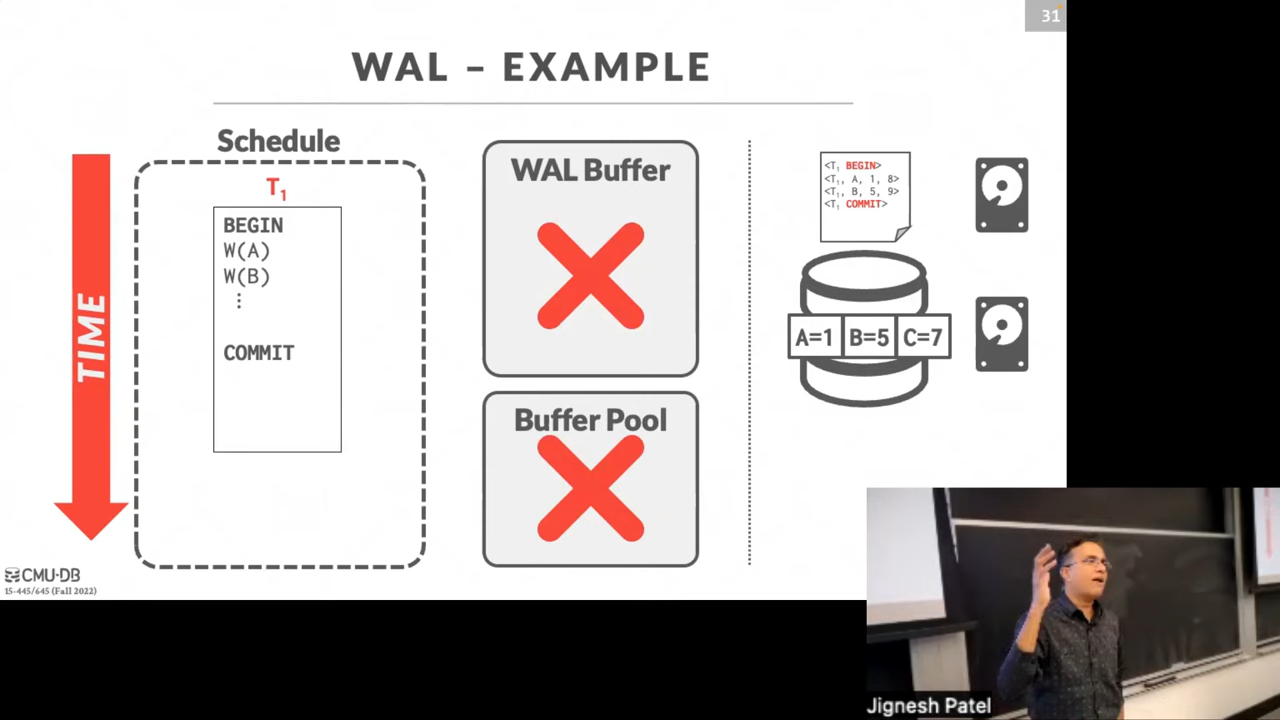 31
WAL – EXAMPLE
Schedule
T1
BEGIN
W(A)
W(B)
⋮
COMMIT
TIME
WAL Buffer
Buffer Pool
<T1 BEGIN>
<T1, A, 1, 8>
<T1, B, 5, 9>
<T1 COMMIT>
A=1 B=5 C=7
CMU·DB
15-445/645 (Fall 2022)
Jignesh Patel